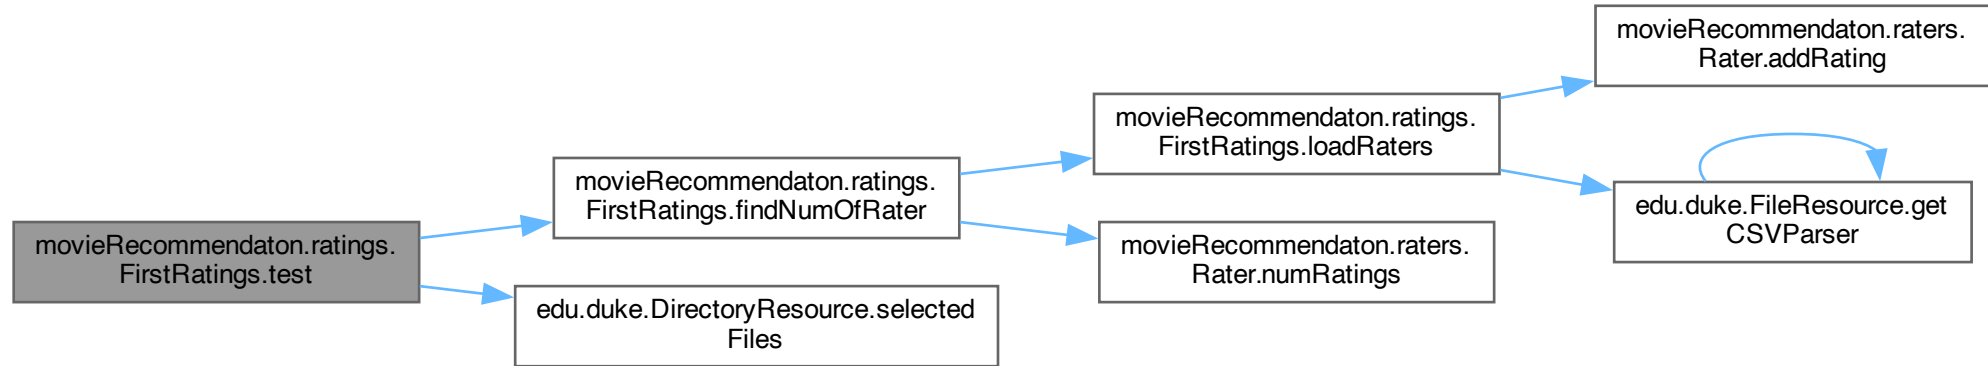 movieRecommendaton.ratings.
FirstRatings.test
movieRecommendaton.ratings.
FirstRatings.findNumOfRater
edu.duke.DirectoryResource.selected
Files
movieRecommendaton.ratings.
FirstRatings.loadRaters
movieRecommendaton.raters.
Rater.numRatings
movieRecommendaton.raters.
Rater.addRating
edu.duke.FileResource.get
CSVParser